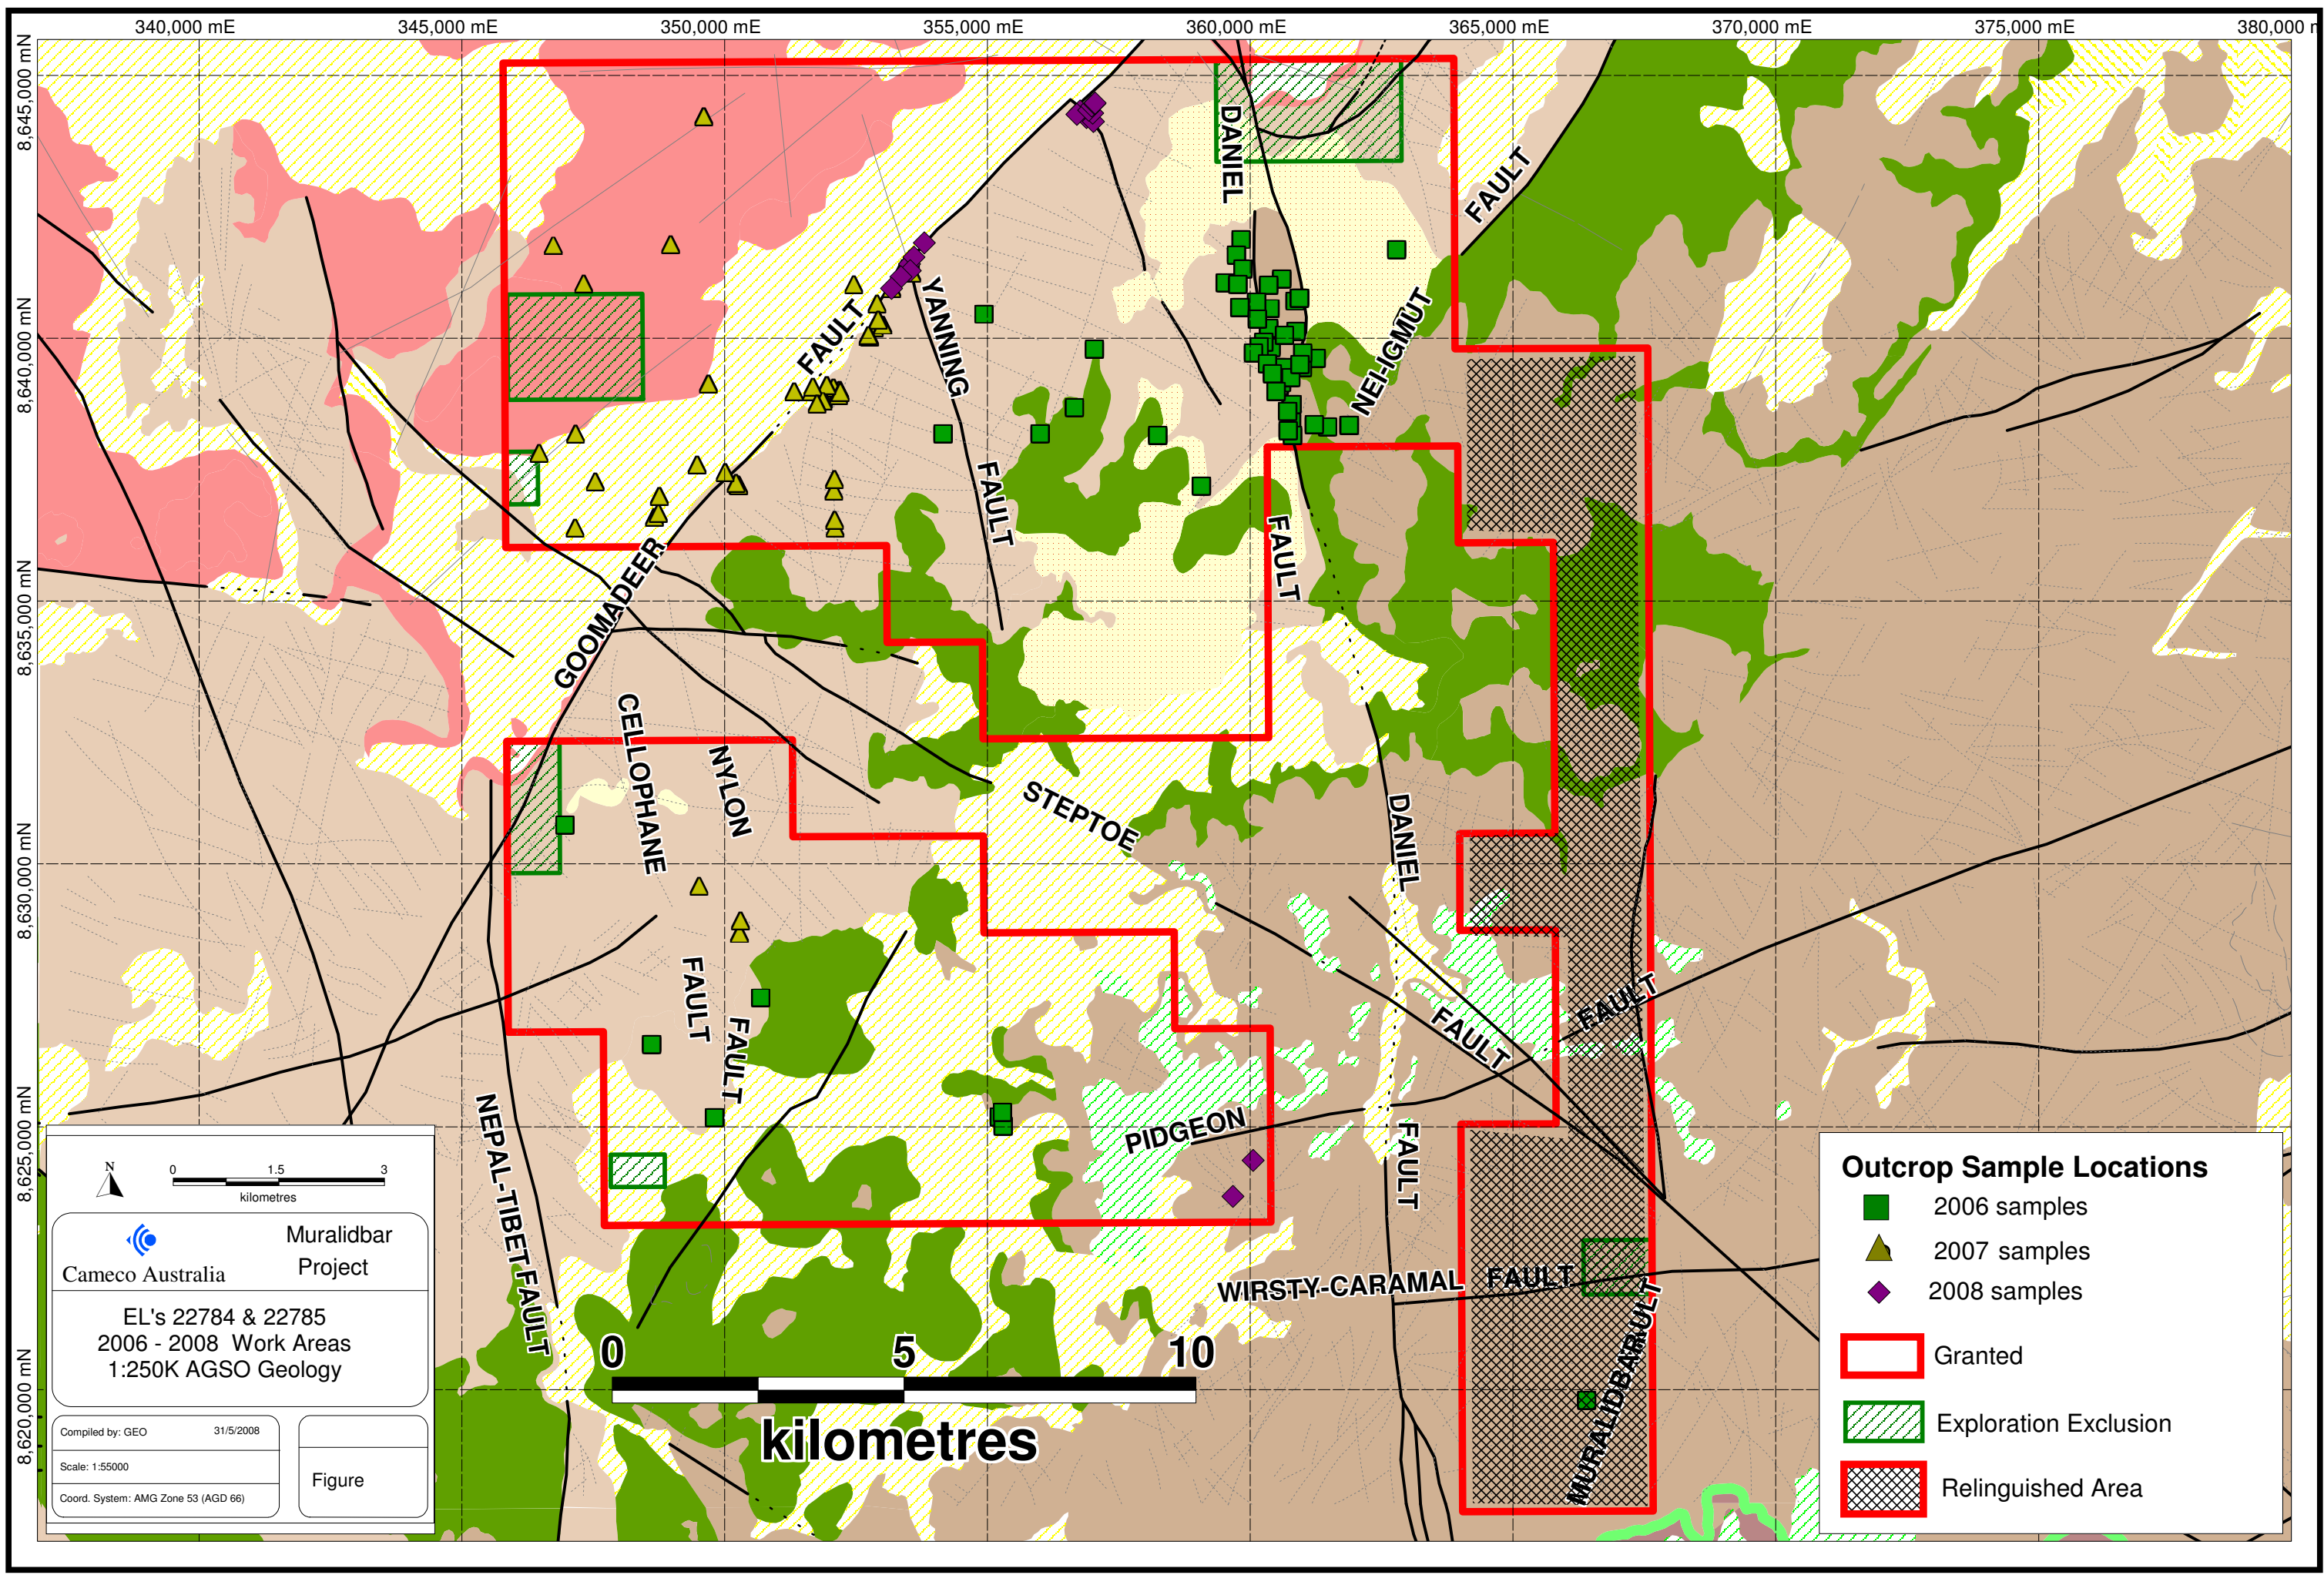 340,000 mE 345,000 mE 350,000 mE 355,000 mE 360,000 mE 365,000 mE 370,000 mE 375,000 mE 380,000 m
8,645,000 mN
8,640,000 mN
8,635,000 mN
8,630,000 mN
8,625,000 mN
8,620,000 mN
DANIEL
FAULT
FAULT
YANNING
NEI-IGMUT
FAULT
FAULT
GOOMADEER
CELLOPHANE
NYLON
STEPTOE
DANIEL
FAULT
FAULT
FAULT
FAULT
PIDGEON
FAULT
NEPAL-TIBET FAULT
WIRSTY-CARAMAL FAULT
0 5 10
kilometres
N
0 1.5 3
kilometres
Cameco Australia
Muralidbar
Project
EL's 22784 & 22785
2006 - 2008 Work Areas
1:250K AGSO Geology
Compiled by: GEO 31/5/2008
Scale: 1:55000
Coord. System: AMG Zone 53 (AGD 66)
Figure
Outcrop Sample Locations
2006 samples
2007 samples
2008 samples
Granted
Exploration Exclusion
Relinguished Area